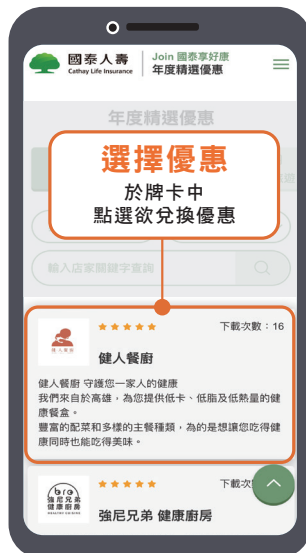 國泰人壽
Cathay Life Insurance
Join 國泰享好康
年度精選優惠
年度精選優惠
選擇優惠
於牌卡中
點選欲兌換優惠
輸入店家關鍵字查詢
下載次數：16
健人餐廚
健人餐廚
健人餐廚 守護您一家人的健康
我們來自於高雄，為您提供低卡、低脂及低熱量的健
康餐盒。
豐富的配菜和多樣的主餐種類，為的是想讓您吃得健
康同時也能吃得美味。
下載次
bro
強尼兄弟
健康廚房
強尼兄弟 健康廚房